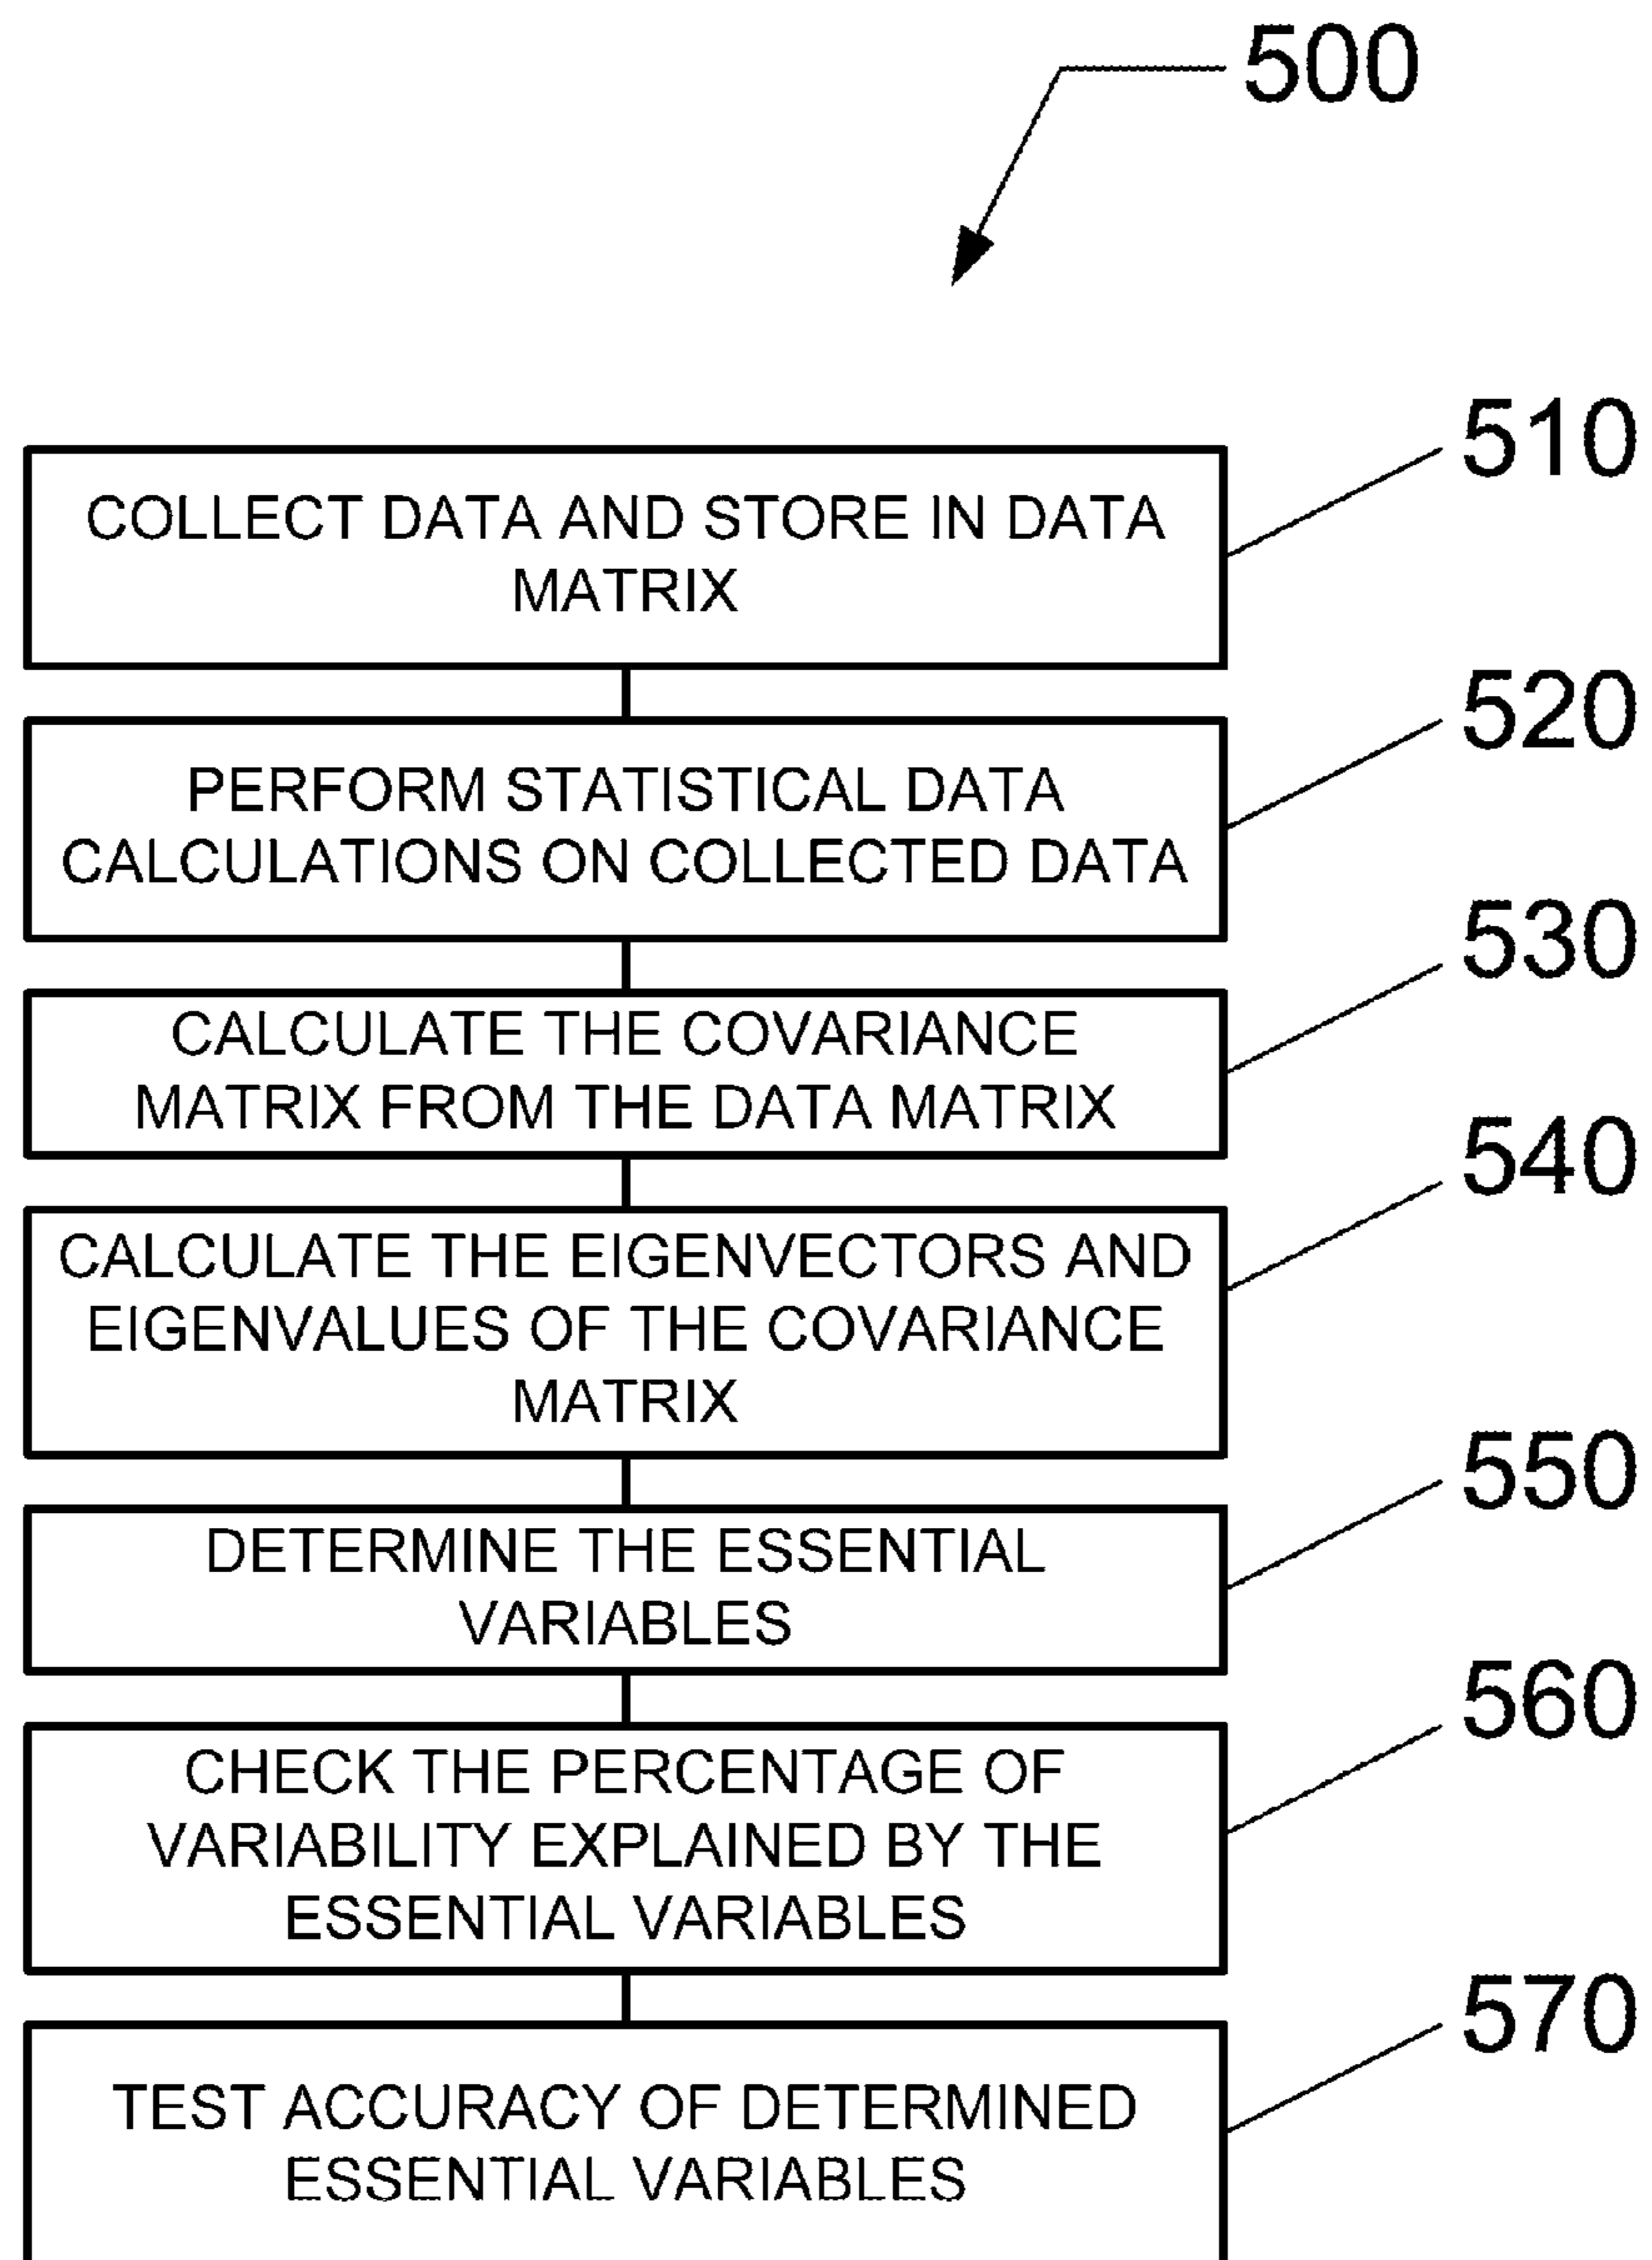 500
510
COLLECT DATA AND STORE IN DATA
MATRIX
520
PERFORM STATISTICAL DATA
CALCULATIONS ON COLLECTED DATA
530
CALCULATE THE COVARIANCE
MATRIX FROM THE DATA MATRIX
540
CALCULATE THE EIGENVECTORS AND
EIGENVALUES OF THE COVARIANCE
MATRIX
550
DETERMINE THE ESSENTIAL
VARIABLES
560
CHECK THE PERCENTAGE OF
VARIABILITY EXPLAINED BY THE
ESSENTIAL VARIABLES
570
TEST ACCURACY OF DETERMINED
ESSENTIAL VARIABLES